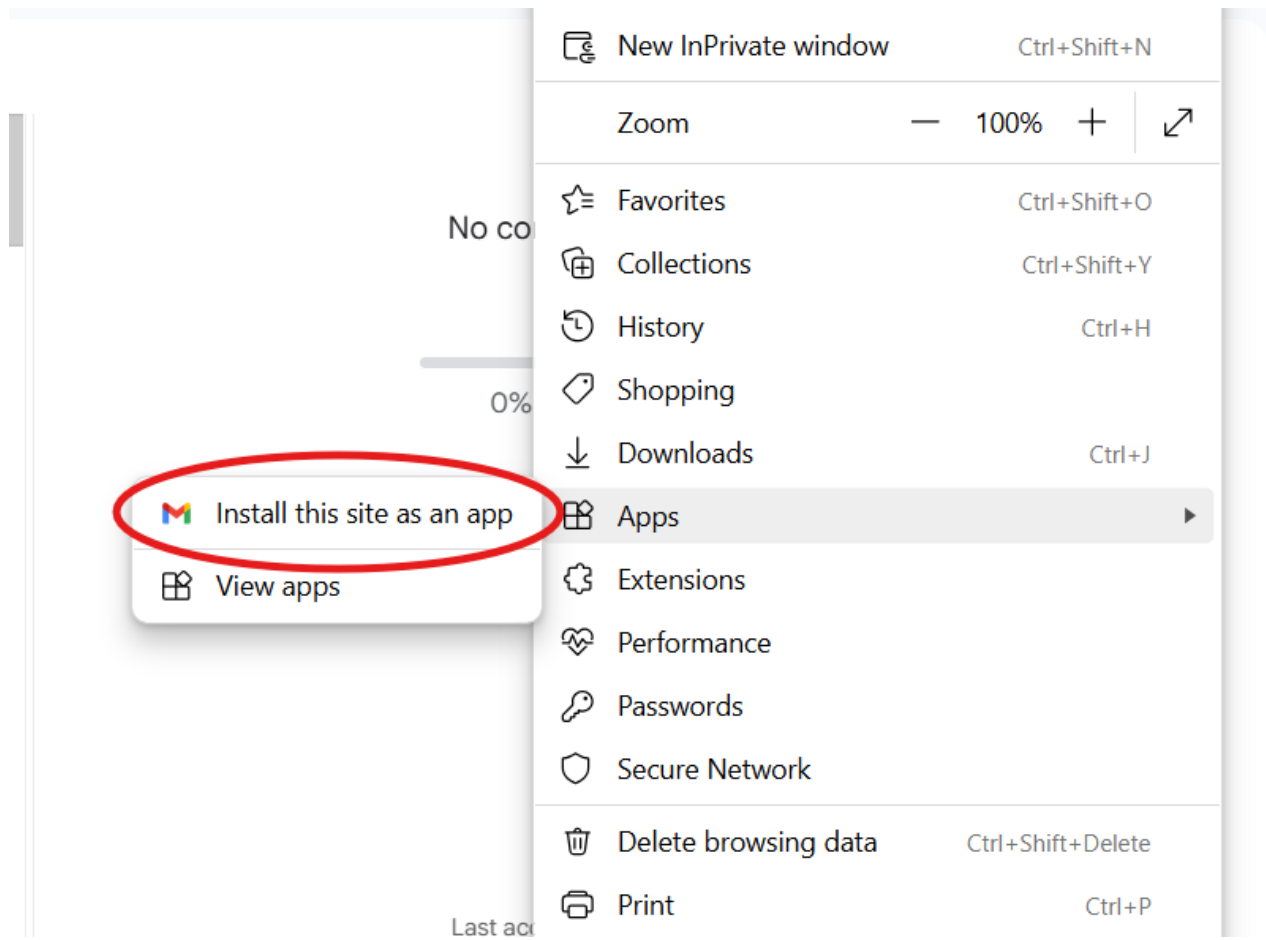 New InPrivate window Ctrl+Shift+N
Zoom 100%
Favorites Ctrl+Shift+O
No
Collections Ctrl+Shift+Y
History Ctrl+H
Shopping
0%
Downloads Ctrl+J
Install this site as an app
Apps
View apps
Extensions
Performance
Passwords
Secure Network
Delete browsing data Ctrl+Shift+Delete
Print Ctrl+P
Last